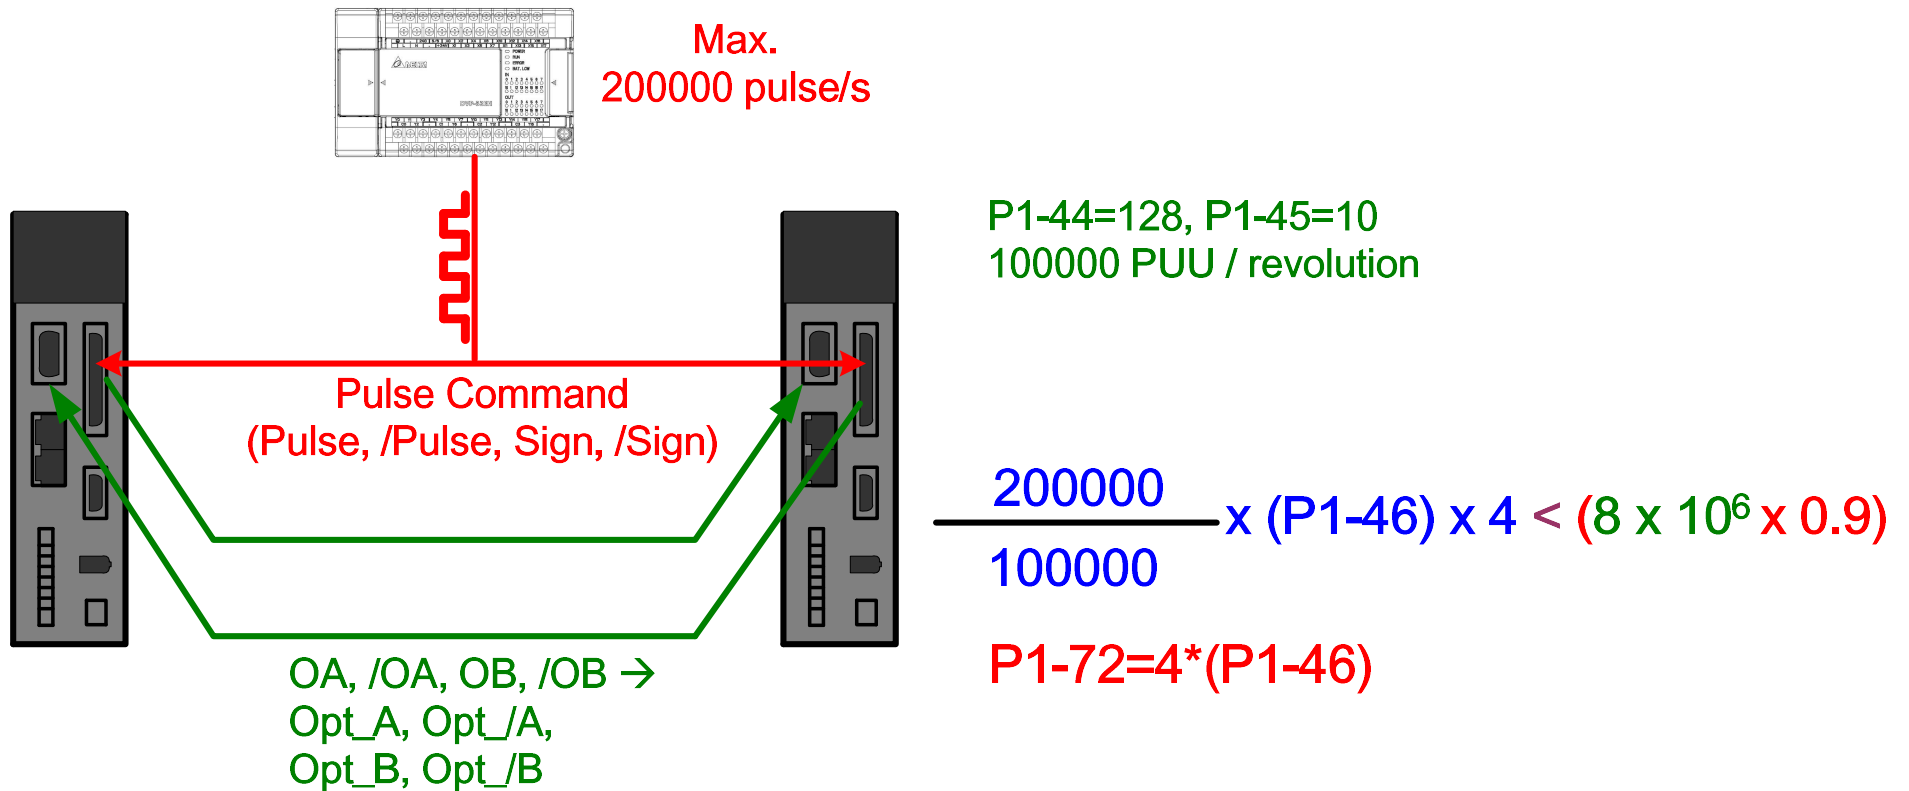 Max.
200000 pulse/s
P1-44=128, P1-45=10
100000 PUU / revolution
Pulse Command
(Pulse, /Pulse, Sign, /Sign)
200000
x (P1-46) x 4 < (8 x 10⁶ x 0.9)
100000
P1-72=4*(P1-46)
OA, /OA, OB, /OB →
Opt_A, Opt_/A,
Opt_B, Opt_/B